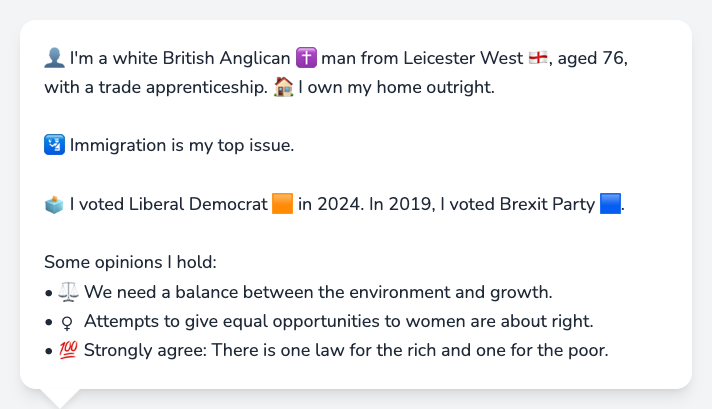 👤 I'm a white British Anglican ✝️ man from Leicester West 🏴󠁧󠁢󠁥󠁮󠁧󠁿, aged 76,
with a trade apprenticeship. 🏠 I own my home outright.
🛂 Immigration is my top issue.
🗳️ I voted Liberal Democrat 🟧 in 2024. In 2019, I voted Brexit Party 🟦.
Some opinions I hold:
• ⚖️ We need a balance between the environment and growth.
• ♀ Attempts to give equal opportunities to women are about right.
• 💯 Strongly agree: There is one law for the rich and one for the poor.